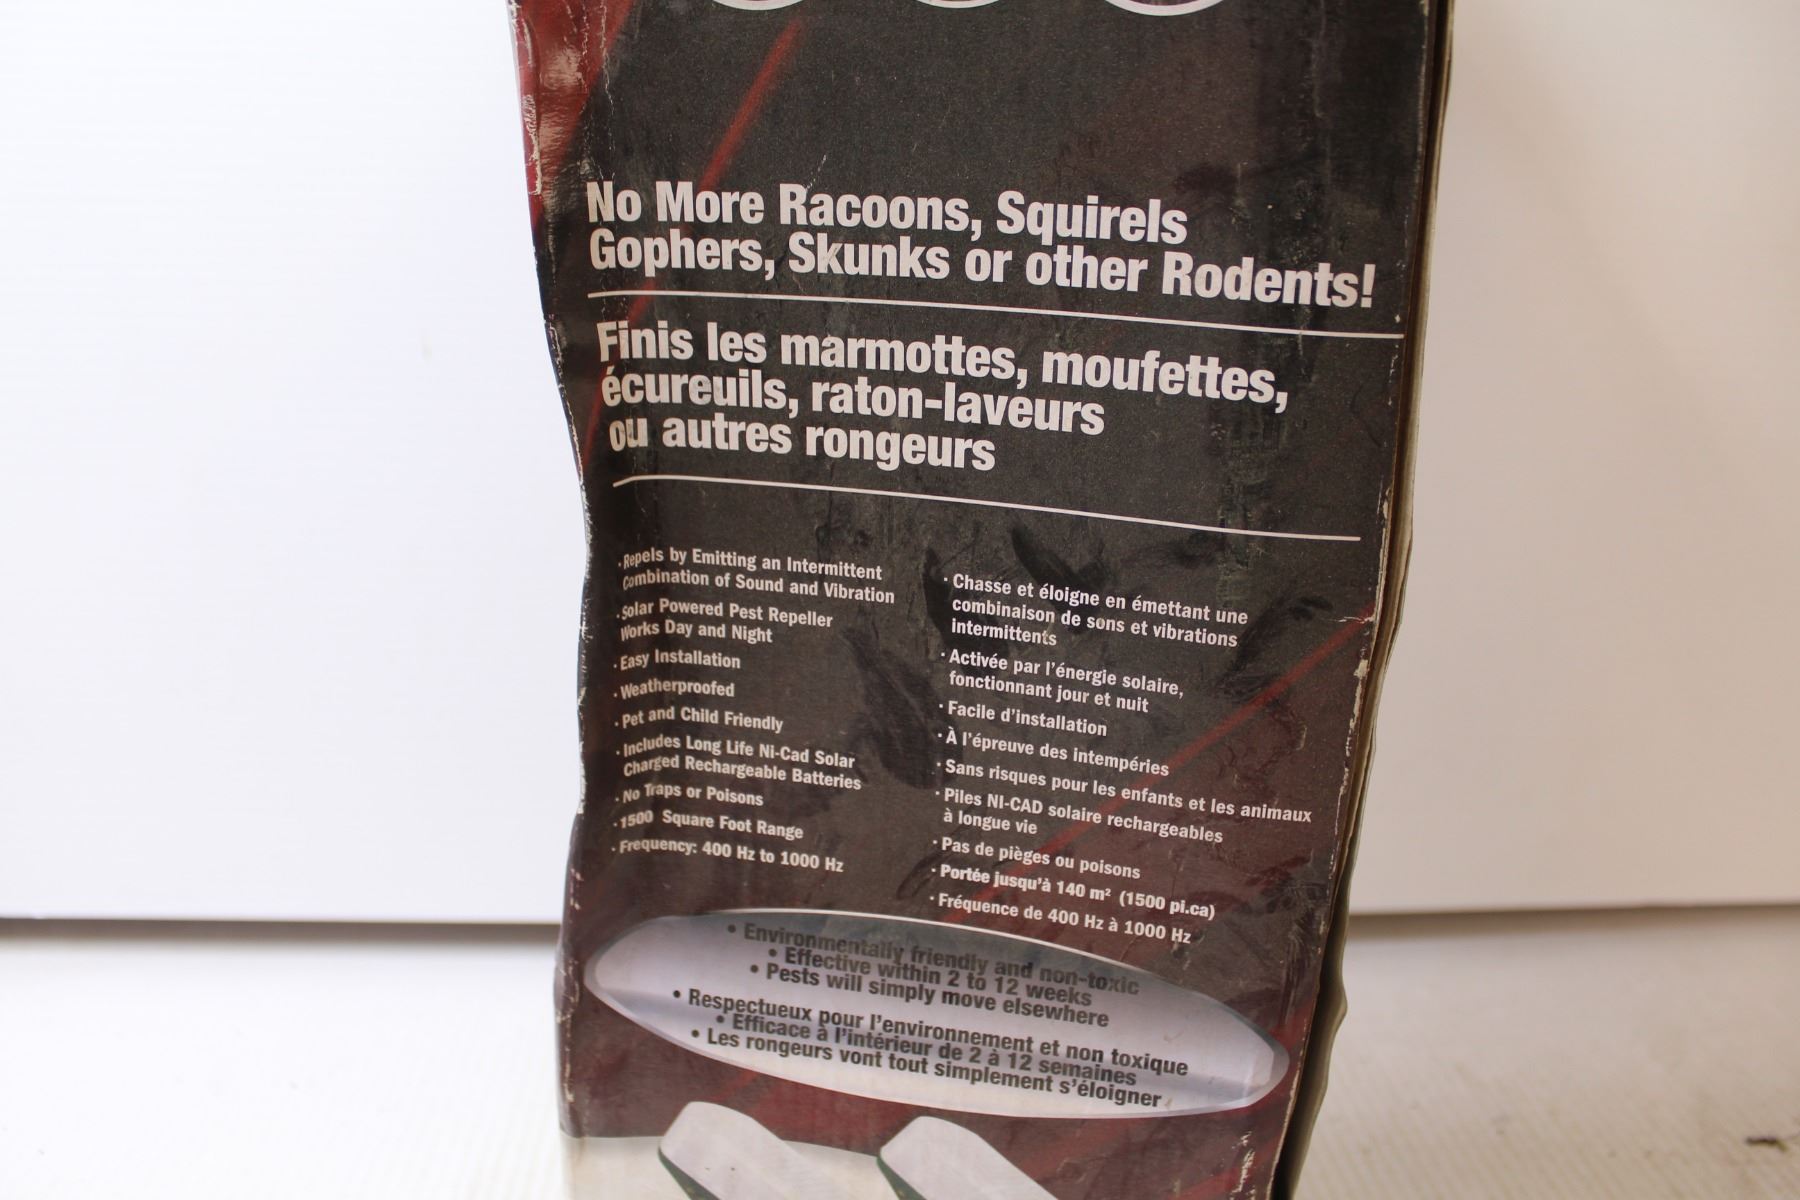 No More Racoons, Squirels
Gophers, Skunks or other Rodents!
Finis les marmottes, moufettes,
écureuils, raton-laveurs
ou autres rongeurs
· Repels by Emitting an Intermittent
Combination of Sound and Vibration
· Solar Powered Pest Repeller
Works Day and Night
· Easy Installation
· Weatherproofed
· Pet and Child Friendly
· Includes Long Life Ni-Cad Solar
Charged Rechargeable Batteries
· No Traps or Poisons
· 1500 Square Foot Range
· Frequency: 400 Hz to 1000 Hz
· Chasse et éloigne en émettant une
combinaison de sons et vibrations
intermittents
· Activée par l'énergie solaire,
fonctionnant jour et nuit
· Facile d'installation
· À l'épreuve des intempéries
· Sans risques pour les enfants et les animaux
· Piles NI-CAD solaire rechargeables
à longue vie
· Pas de pièges ou poisons
· Portée jusqu'à 140 m² (1500 pi.ca)
· Fréquence de 400 Hz à 1000 Hz
• Environmentally friendly and non-toxic
• Effective within 2 to 12 weeks
• Pests will simply move elsewhere
• Respectueux pour l'environnement et non toxique
• Efficace à l'intérieur de 2 à 12 semaines
• Les rongeurs vont tout simplement s'éloigner